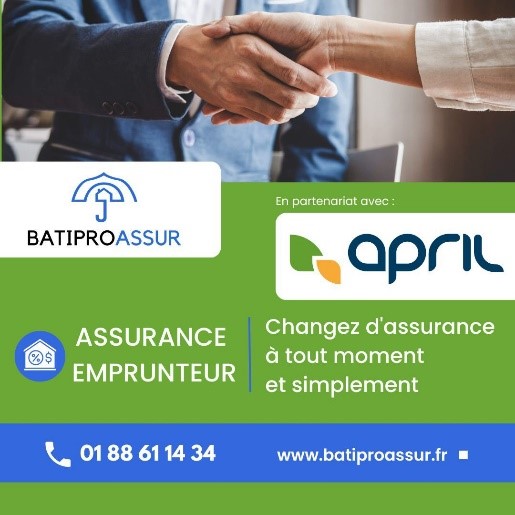 BATIPROASSUR
En partenariat avec :
april
ASSURANCE
EMPRUNTEUR
Changez d'assurance
à tout moment
et simplement
% $
01 88 61 14 34
www.batiproassur.fr